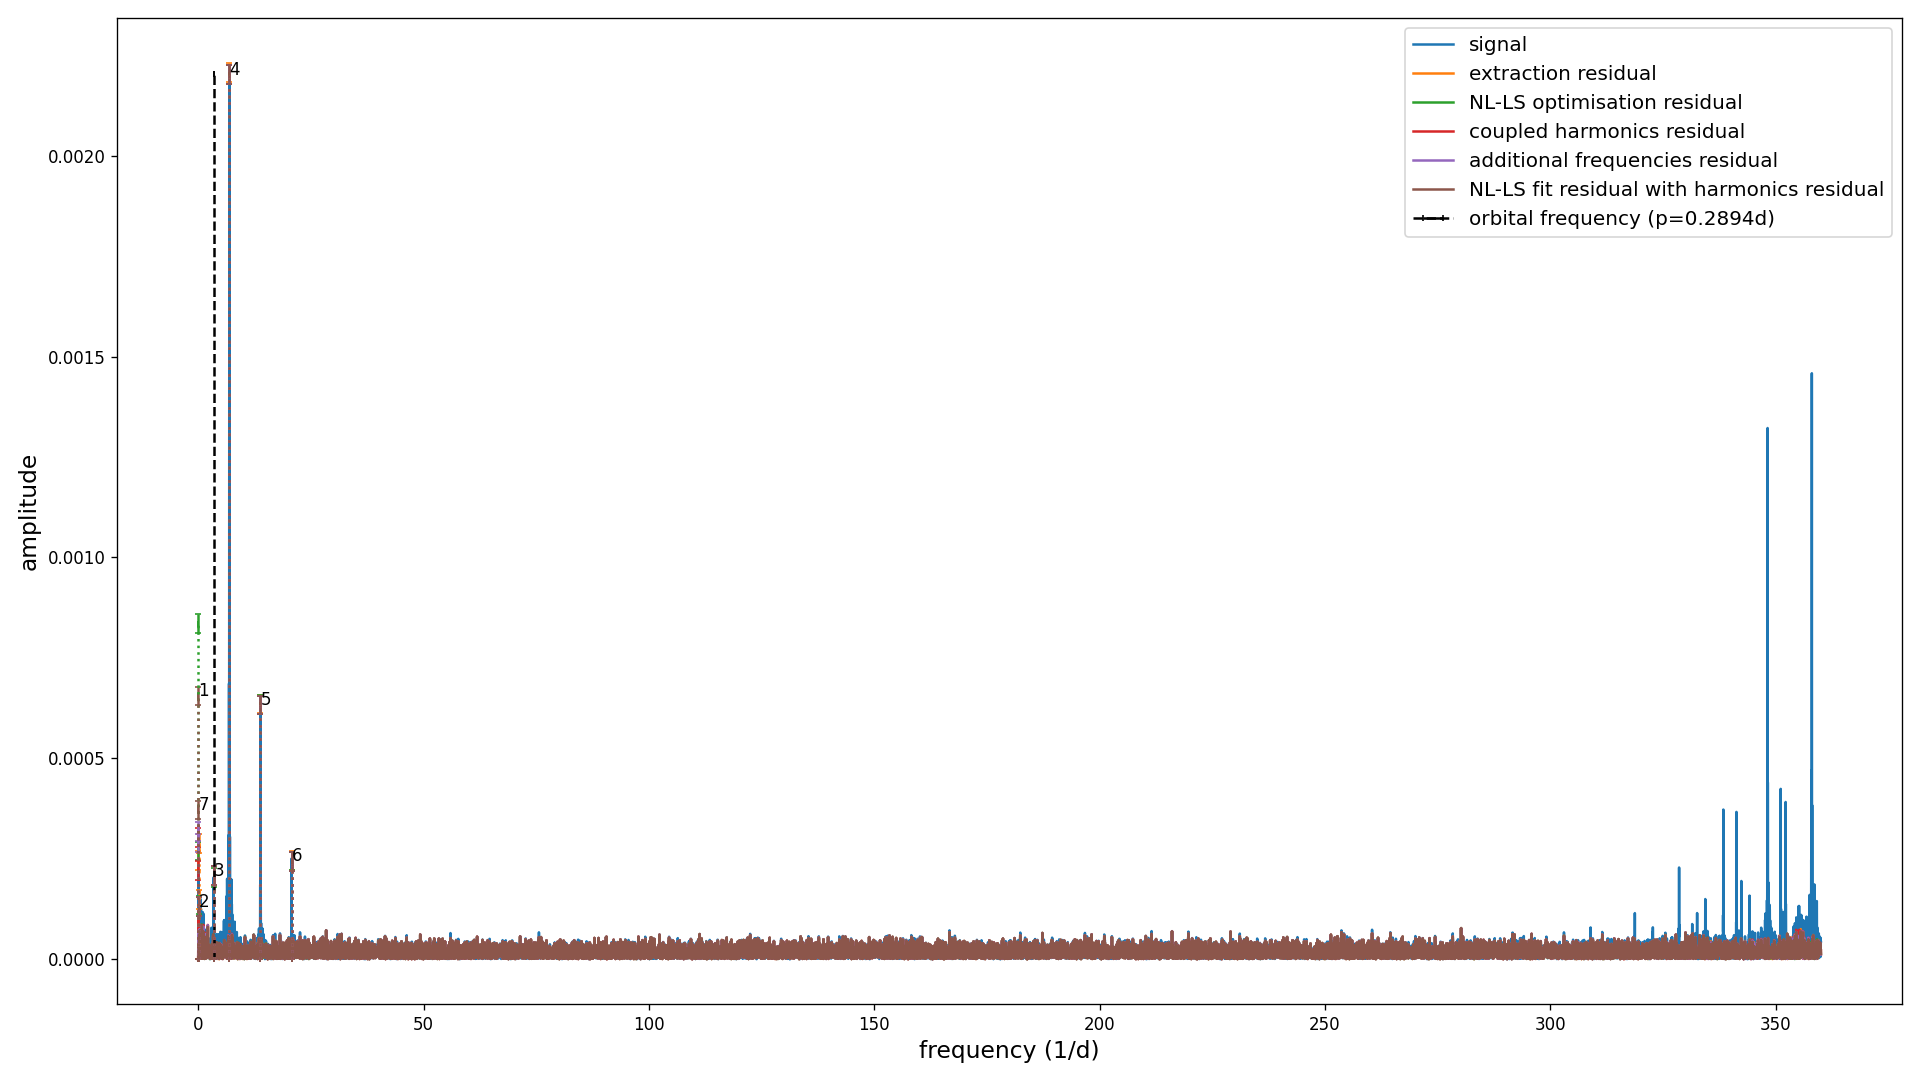 signal
extraction residual
NL-LS optimisation residual
coupled harmonics residual
additional frequencies residual
NL-LS fit residual with harmonics residual
orbital frequency (p=0.2894d)
amplitude
0.0020
0.0015
0.0010
0.0005
0.0000
4
1
5
7
6
3
2
0 50 100 150 200 250 300 350
frequency (1/d)